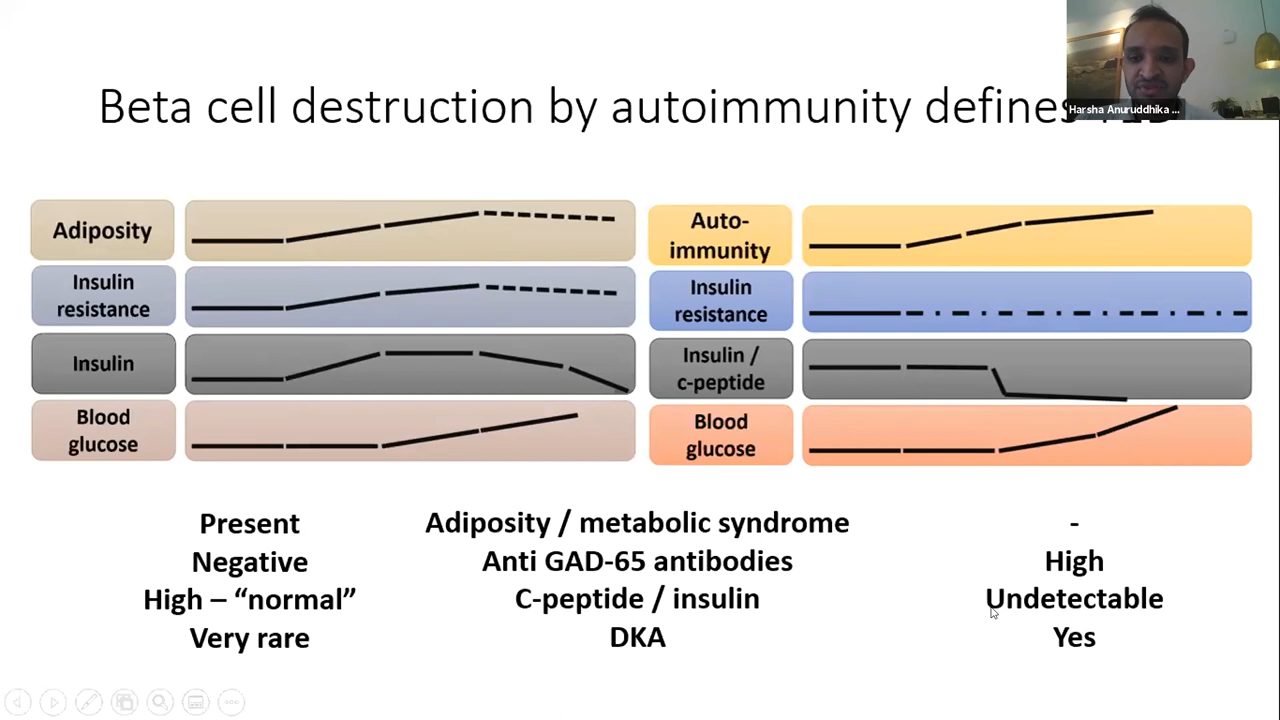 Beta cell destruction by autoimmunity defines
Harsha Anuruddhika ...
Adiposity
Insulin
resistance
Insulin
Blood
glucose
Auto-
immunity
Insulin
resistance
Insulin /
c-peptide
Blood
glucose
Present Adiposity / metabolic syndrome -
Negative Anti GAD-65 antibodies High
High – “normal” C-peptide / insulin Undetectable
Very rare DKA Yes